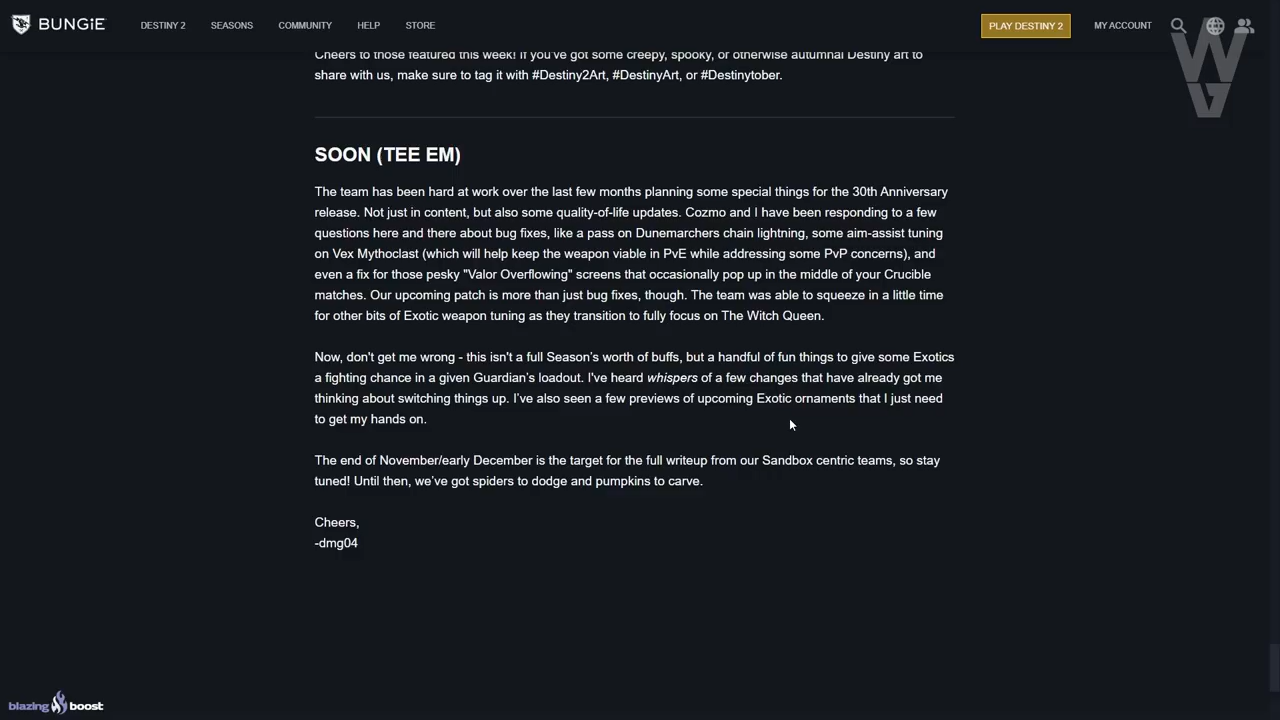 BUNGiE
DESTINY 2
SEASONS
COMMUNITY
HELP
STORE
PLAY DESTINY 2
MY ACCOUNT
Cheers to those featured this week! If you've got some creepy, spooky, or otherwise autumnal Destiny art to
share with us, make sure to tag it with #Destiny2Art, #DestinyArt, or #Destinytober.
SOON (TEE EM)
The team has been hard at work over the last few months planning some special things for the 30th Anniversary
release. Not just in content, but also some quality-of-life updates. Cozmo and I have been responding to a few
questions here and there about bug fixes, like a pass on Dunemarchers chain lightning, some aim-assist tuning
on Vex Mythoclast (which will help keep the weapon viable in PvE while addressing some PvP concerns), and
even a fix for those pesky "Valor Overflowing" screens that occasionally pop up in the middle of your Crucible
matches. Our upcoming patch is more than just bug fixes, though. The team was able to squeeze in a little time
for other bits of Exotic weapon tuning as they transition to fully focus on The Witch Queen.
Now, don't get me wrong - this isn't a full Season's worth of buffs, but a handful of fun things to give some Exotics
a fighting chance in a given Guardian's loadout. I've heard whispers of a few changes that have already got me
thinking about switching things up. I've also seen a few previews of upcoming Exotic ornaments that I just need
to get my hands on.
The end of November/early December is the target for the full writeup from our Sandbox centric teams, so stay
tuned! Until then, we've got spiders to dodge and pumpkins to carve.
Cheers,
-dmg04
blazing boost